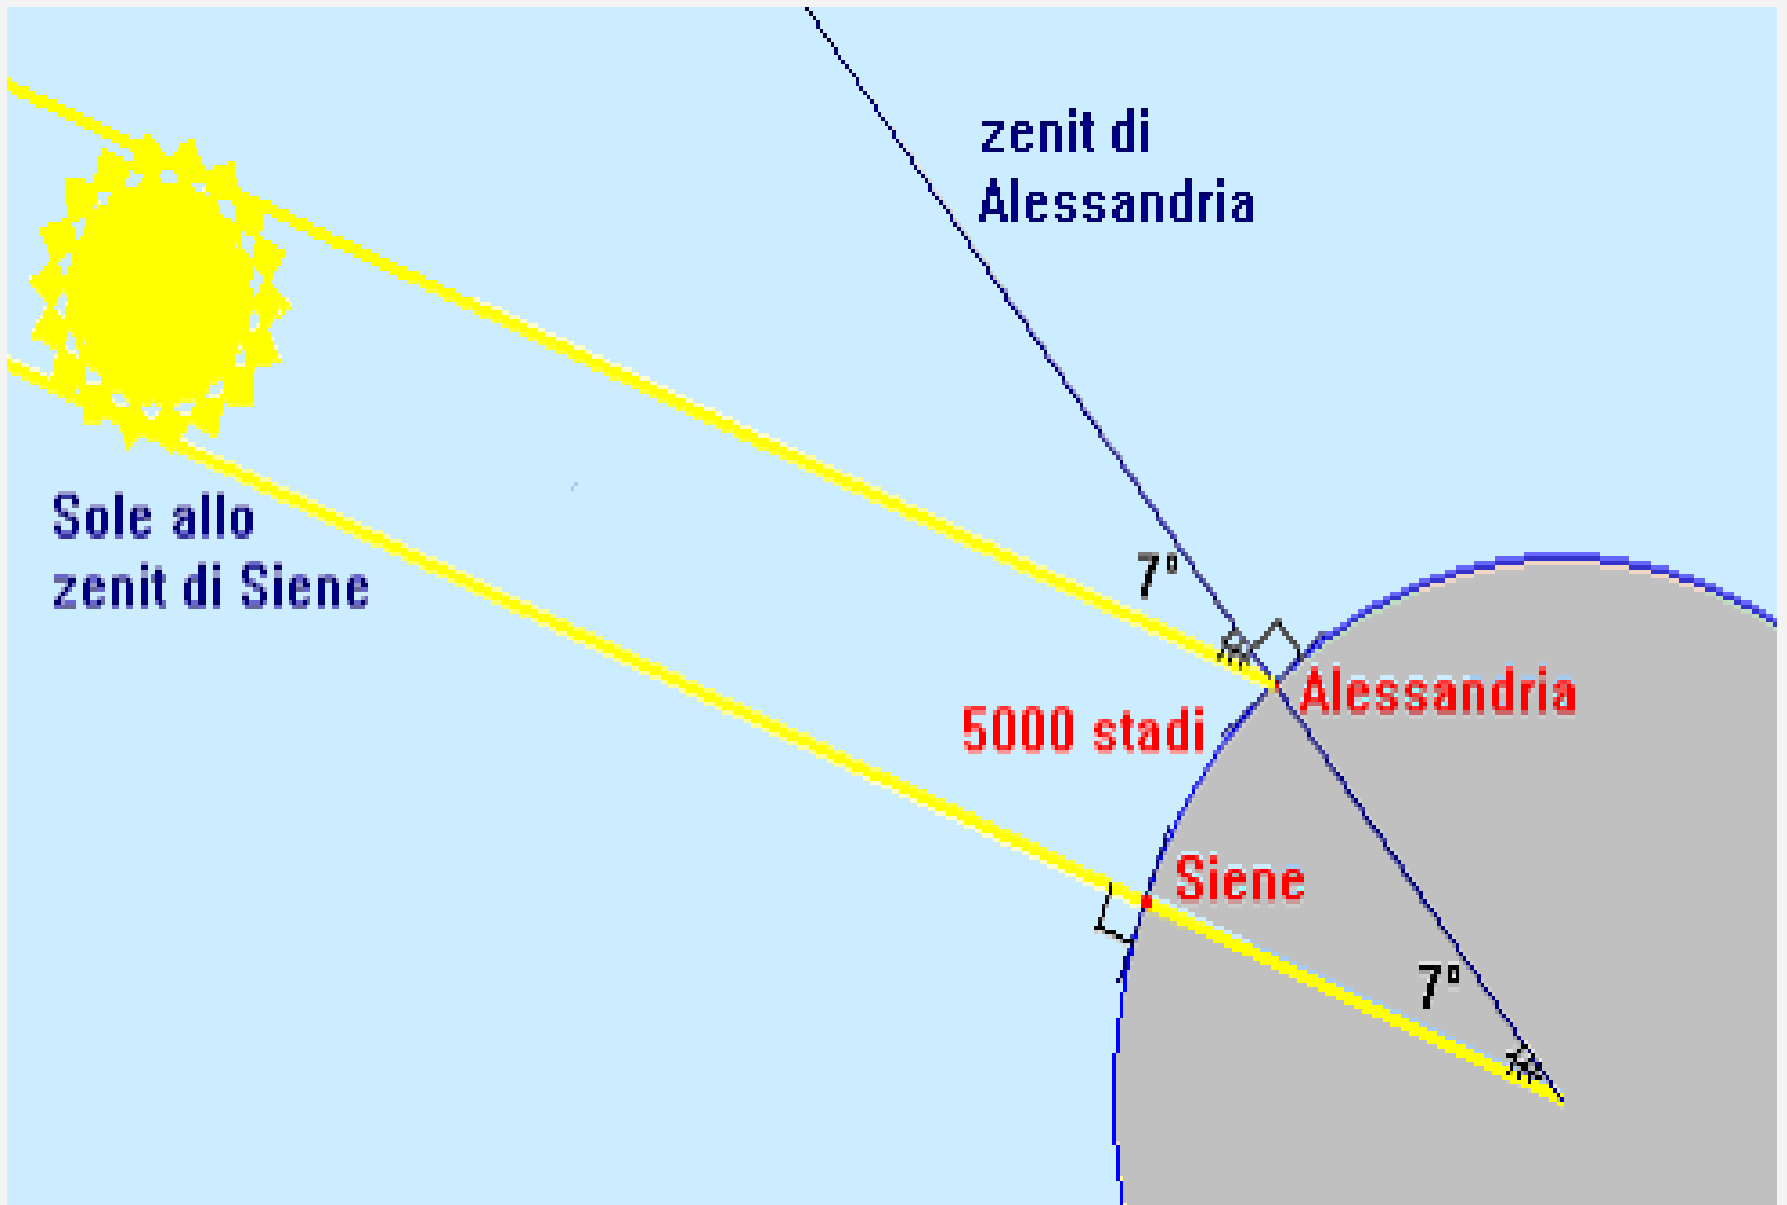 zenit di
Alessandria
Sole allo
zenit di Siene
7°
Alessandria
5000 stadi
Siene
7°